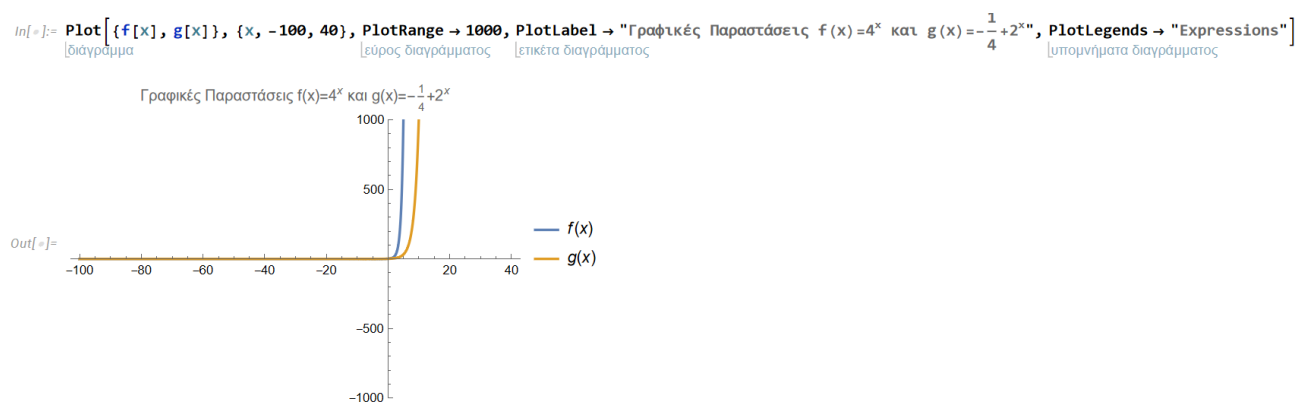 In[ ]:= Plot[{f[x], g[x]}, {x, -100, 40}, PlotRange → 1000, PlotLabel → "Γραφικές Παραστάσεις f(x)=4^x και g(x)=-1/4+2^x", PlotLegends → "Expressions"]
διάγραμμα εύρος διαγράμματος ετικέτα διαγράμματος υπομνήματα διαγράμματος
Γραφικές Παραστάσεις f(x)=4^x και g(x)=-1/4+2^x
1000
500
f(x)
Out[ ]=
g(x)
-100 -80 -60 -40 -20 20 40
-500
-1000